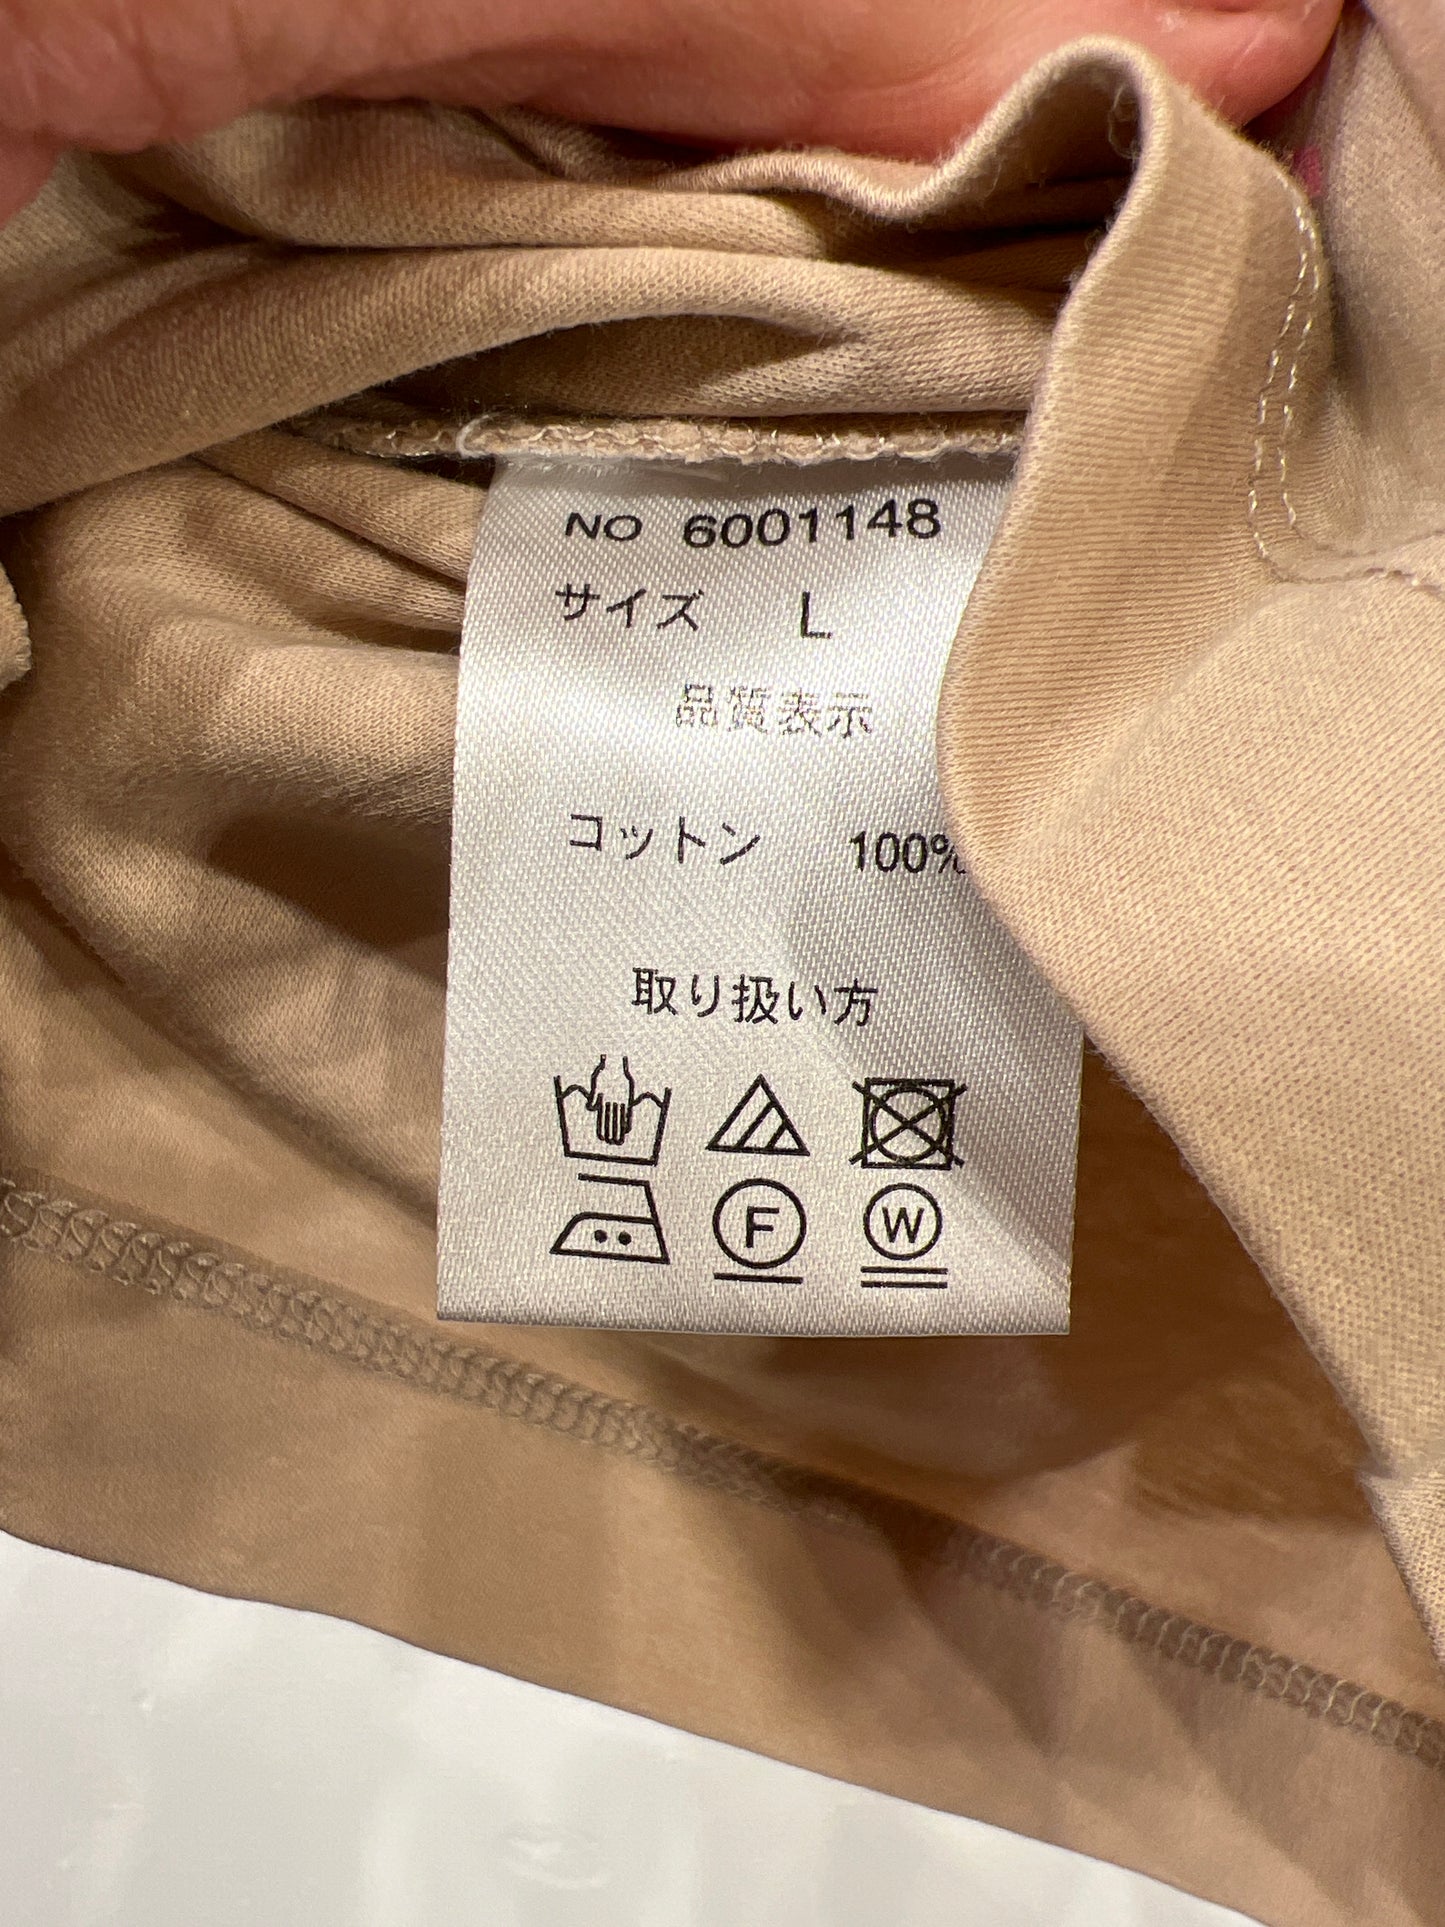 NO 6001148
サイズ L
品質表示
コットン 100%
取り扱い方
F W